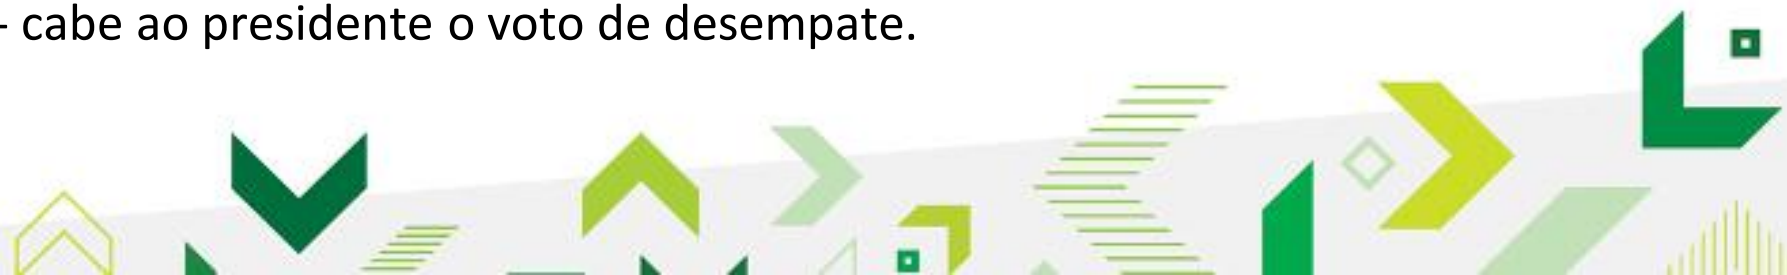 - cabe ao presidente o voto de desempate.